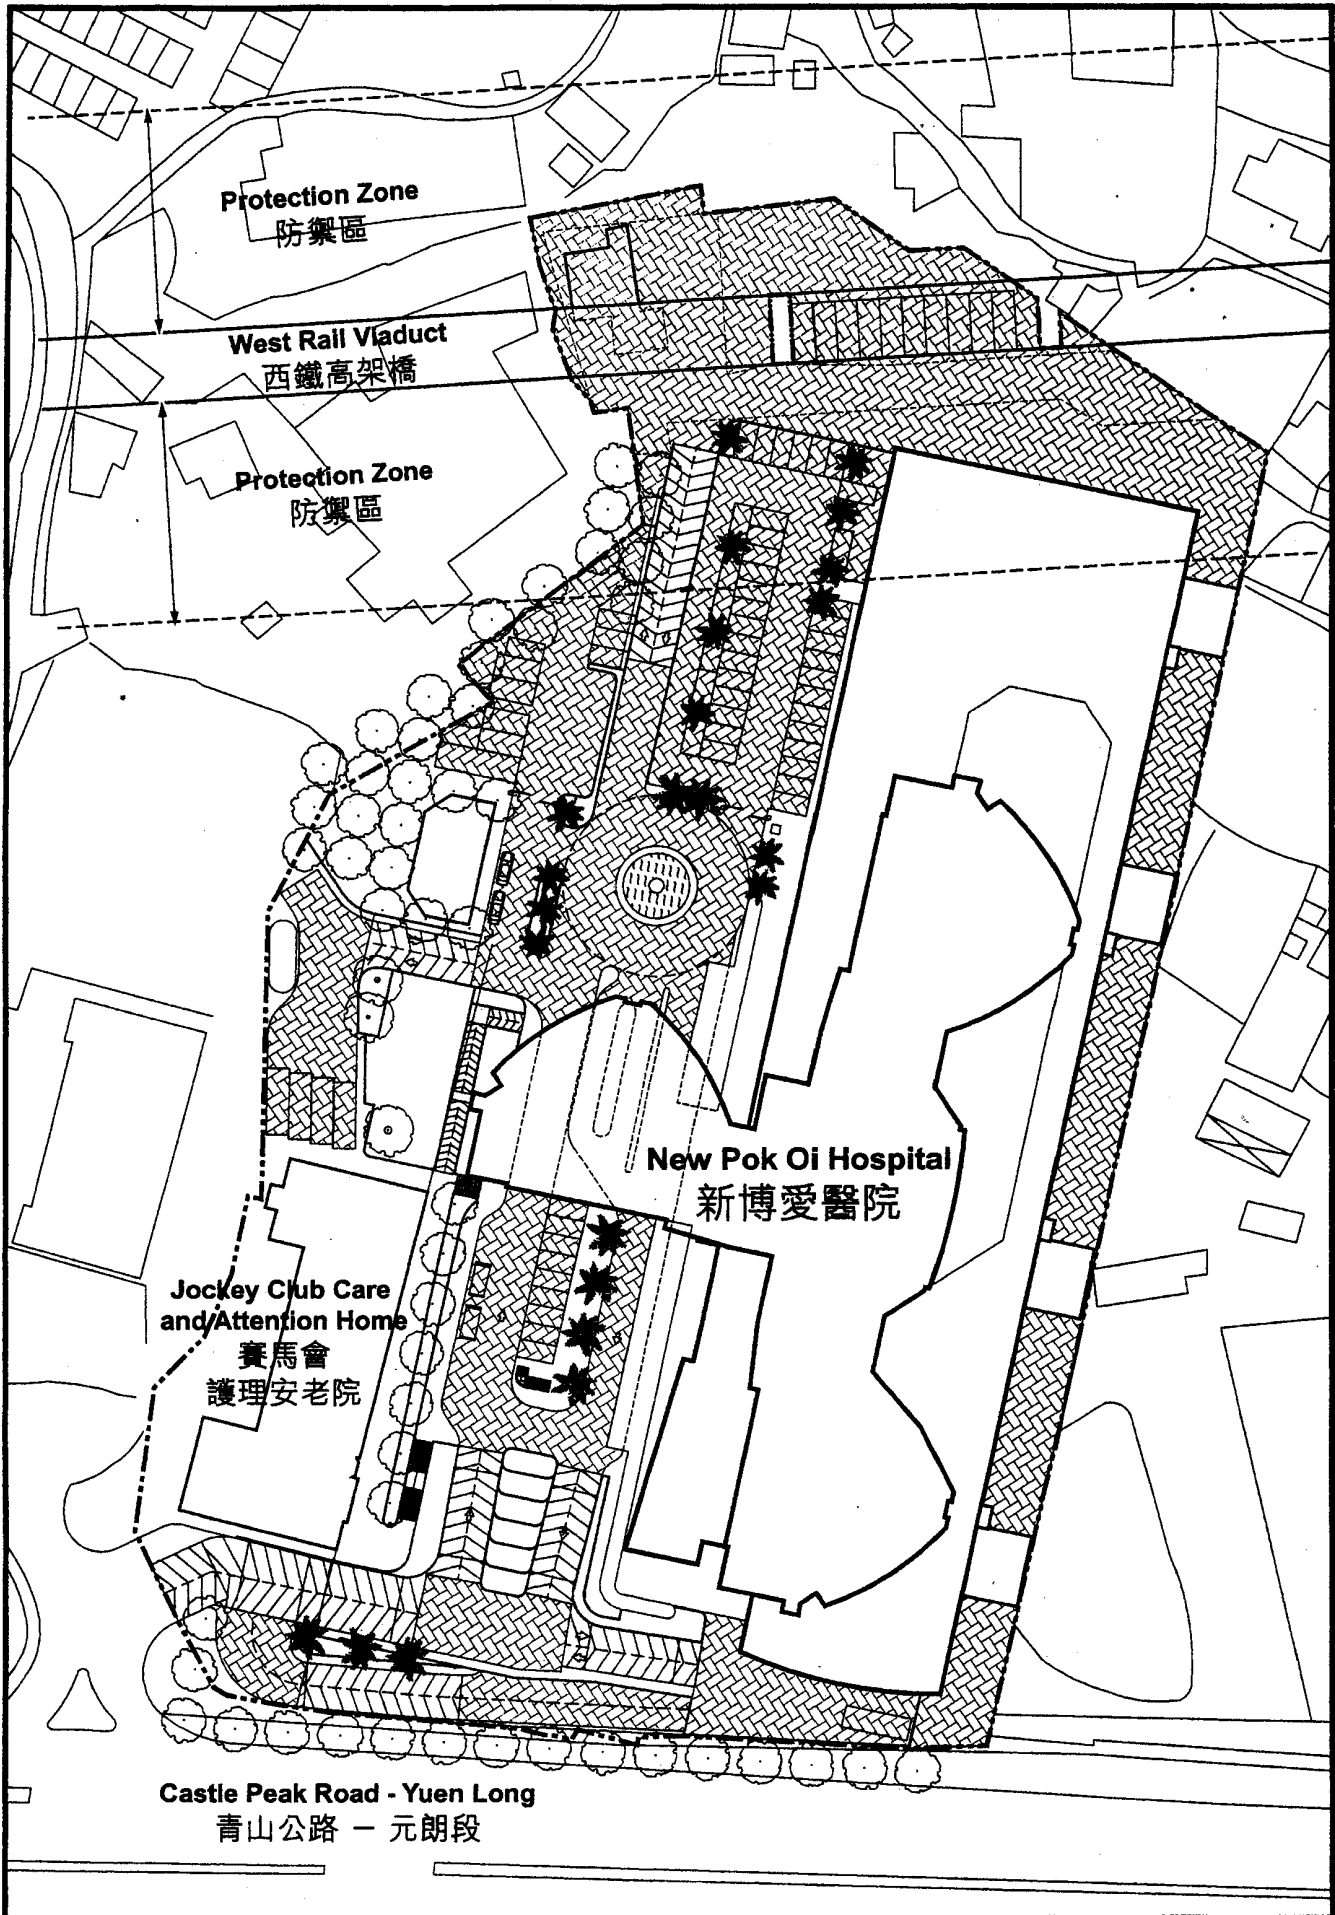 Protection Zone
防禦區
West Rail Viaduct
西鐵高架橋
Protection Zone
防禦區
New Pok Oi Hospital
新博愛醫院
Jockey Club Care
and Attention Home
賽馬會
護理安老院
Castle Peak Road - Yuen Long
青山公路 － 元朗段